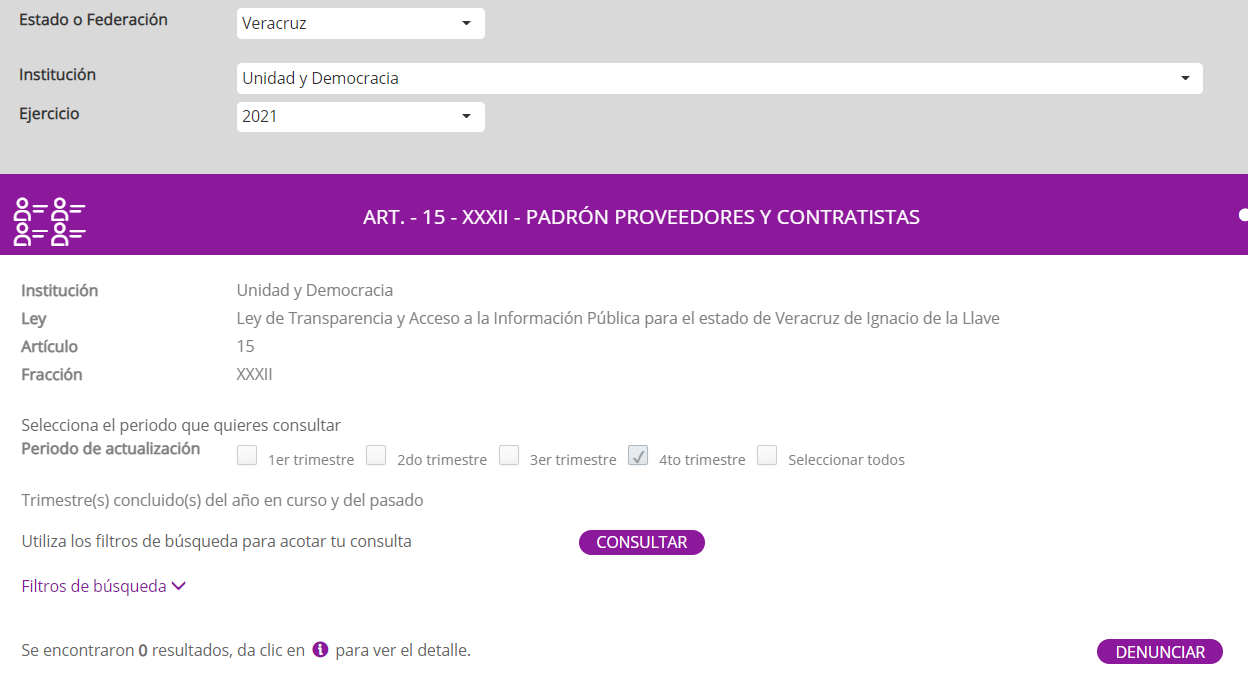 Estado o Federación Veracruz
Institución Unidad y Democracia
Ejercicio 2021
ART. - 15 - XXXII - PADRÓN PROVEEDORES Y CONTRATISTAS
Institución Unidad y Democracia
Ley Ley de Transparencia y Acceso a la Información Pública para el estado de Veracruz de Ignacio de la Llave
Artículo 15
Fracción XXXII
Selecciona el periodo que quieres consultar
Periodo de actualización 1er trimestre 2do trimestre 3er trimestre 4to trimestre Seleccionar todos
Trimestre(s) concluido(s) del año en curso y del pasado
Utiliza los filtros de búsqueda para acotar tu consulta CONSULTAR
Filtros de búsqueda
Se encontraron 0 resultados, da clic en i para ver el detalle. DENUNCIAR